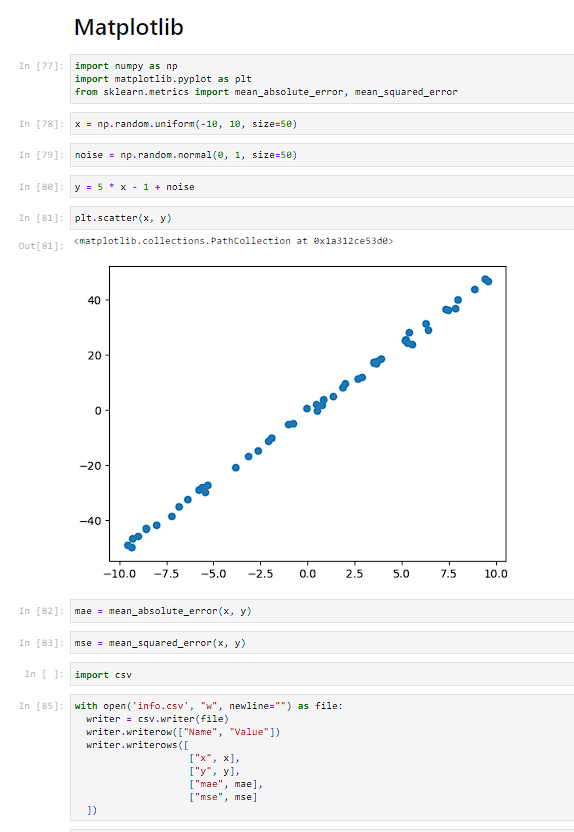 Matplotlib
In [77]: import numpy as np
import matplotlib.pyplot as plt
from sklearn.metrics import mean_absolute_error, mean_squared_error
In [78]: x = np.random.uniform(-10, 10, size=50)
In [79]: noise = np.random.normal(0, 1, size=50)
In [80]: y = 5 * x - 1 + noise
In [81]: plt.scatter(x, y)
Out[81]: <matplotlib.collections.PathCollection at 0x1a312ce53d0>
40
20
0
−20
−40
−10.0 −7.5 −5.0 −2.5 0.0 2.5 5.0 7.5 10.0
In [82]: mae = mean_absolute_error(x, y)
In [83]: mse = mean_squared_error(x, y)
In [ ]: import csv
In [85]: with open('info.csv', "w", newline="") as file:
writer = csv.writer(file)
writer.writerow(["Name", "Value"])
writer.writerows([
["x", x],
["y", y],
["mae", mae],
["mse", mse]
])